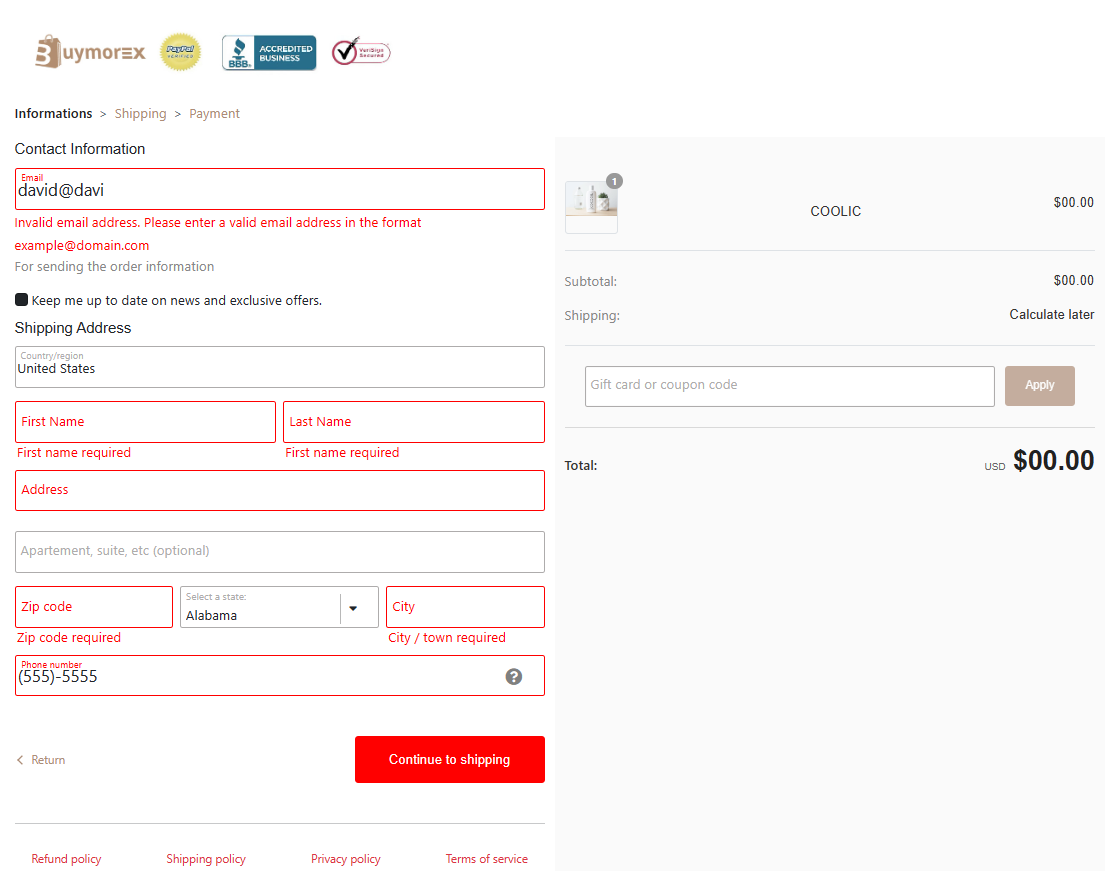 Buymorex
PayPal
VERIFIED
BBB.
ACCREDITED
BUSINESS
VeriSign
Secured
Informations > Shipping > Payment
Contact Information
Email
david@davi
Invalid email address. Please enter a valid email address in the format
example@domain.com
For sending the order information
Keep me up to date on news and exclusive offers.
Shipping Address
Country/region
United States
First Name
Last Name
First name required
First name required
Address
Apartement, suite, etc (optional)
Zip code
Select a state:
Alabama
City
Zip code required
City / town required
Phone number
(555)-5555
?
Return
Continue to shipping
Refund policy
Shipping policy
Privacy policy
Terms of service
1
COOLIC
$00.00
Subtotal:
$00.00
Shipping:
Calculate later
Gift card or coupon code
Apply
Total:
USD $00.00